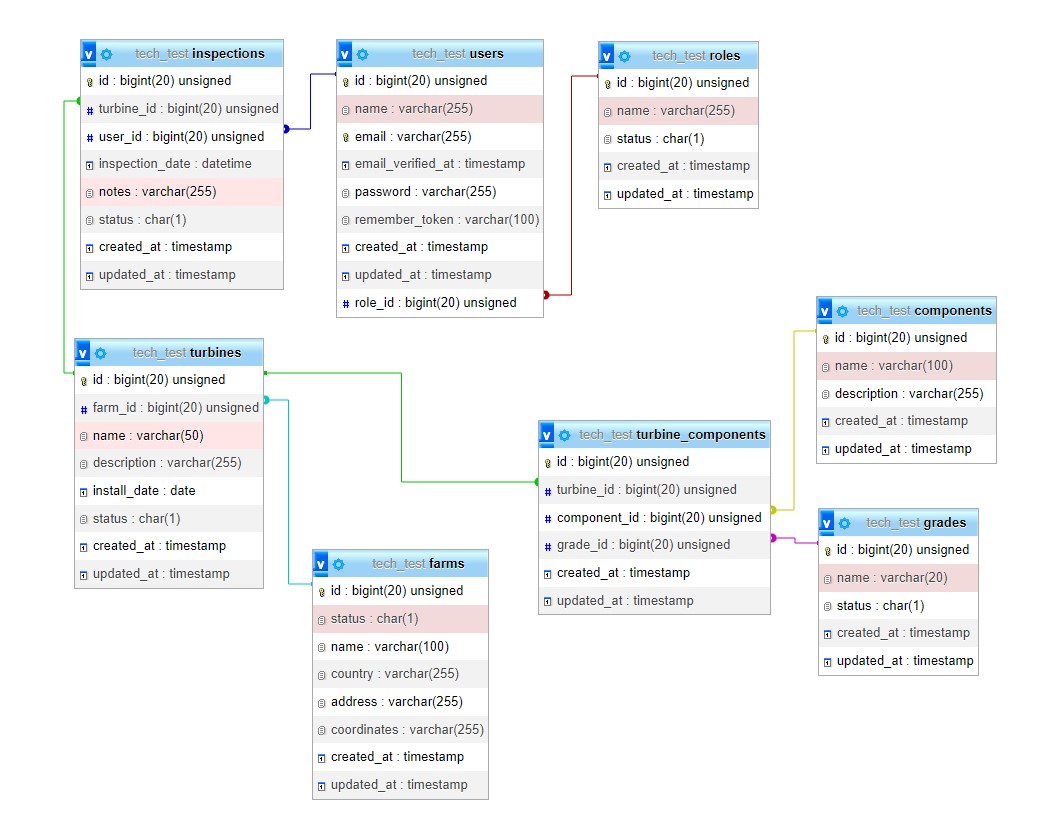 tech_test inspections
id : bigint(20) unsigned
turbine_id : bigint(20) unsigned
user_id : bigint(20) unsigned
inspection_date : datetime
notes : varchar(255)
status : char(1)
created_at : timestamp
updated_at : timestamp
tech_test users
id : bigint(20) unsigned
name : varchar(255)
email : varchar(255)
email_verified_at : timestamp
password : varchar(255)
remember_token : varchar(100)
created_at : timestamp
updated_at : timestamp
role_id : bigint(20) unsigned
tech_test roles
id : bigint(20) unsigned
name : varchar(255)
status : char(1)
created_at : timestamp
updated_at : timestamp
tech_test turbines
id : bigint(20) unsigned
farm_id : bigint(20) unsigned
name : varchar(50)
description : varchar(255)
install_date : date
status : char(1)
created_at : timestamp
updated_at : timestamp
tech_test farms
id : bigint(20) unsigned
status : char(1)
name : varchar(100)
country : varchar(255)
address : varchar(255)
coordinates : varchar(255)
created_at : timestamp
updated_at : timestamp
tech_test turbine_components
id : bigint(20) unsigned
turbine_id : bigint(20) unsigned
component_id : bigint(20) unsigned
grade_id : bigint(20) unsigned
created_at : timestamp
updated_at : timestamp
tech_test components
id : bigint(20) unsigned
name : varchar(100)
description : varchar(255)
created_at : timestamp
updated_at : timestamp
tech_test grades
id : bigint(20) unsigned
name : varchar(20)
status : char(1)
created_at : timestamp
updated_at : timestamp